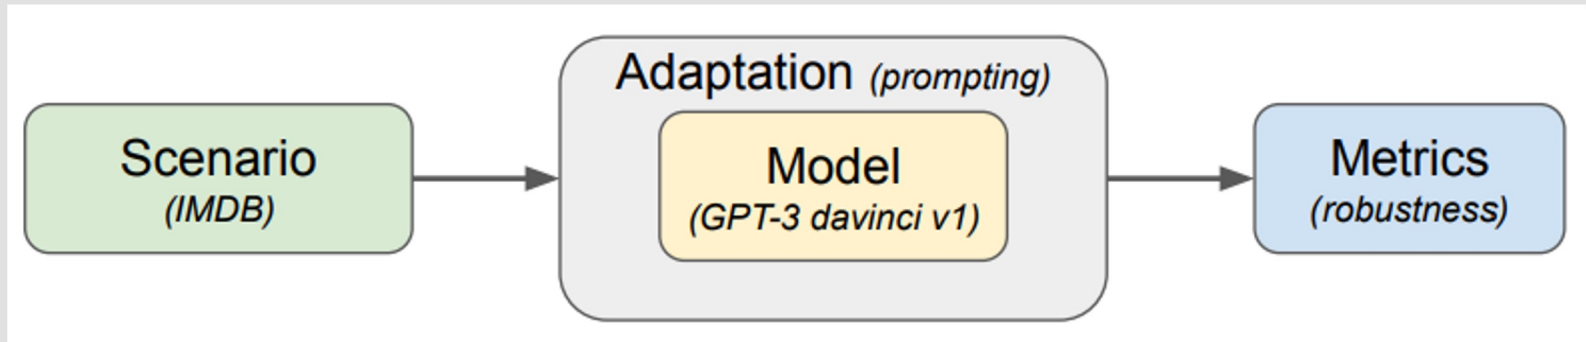 Scenario
(IMDB)
Adaptation (prompting)
Model
(GPT-3 davinci v1)
Metrics
(robustness)